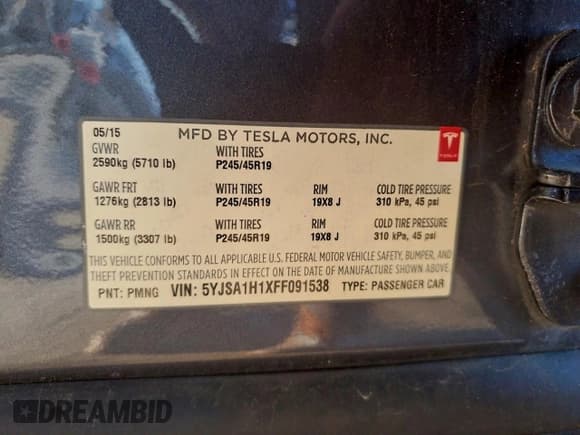 05/15 MFD BY TESLA MOTORS, INC.
GVWR WITH TIRES
2590kg (5710 lb) P245/45R19
TESLA
GAWR FRT WITH TIRES RIM COLD TIRE PRESSURE
1276kg (2813 lb) P245/45R19 19X8 J 310 kPa, 45 psi
GAWR RR WITH TIRES RIM COLD TIRE PRESSURE
1500kg (3307 lb) P245/45R19 19X8 J 310 kPa, 45 psi
THIS VEHICLE CONFORMS TO ALL APPLICABLE U.S. FEDERAL MOTOR VEHICLE SAFETY, BUMPER, AND
THEFT PREVENTION STANDARDS IN EFFECT ON THE DATE OF MANUFACTURE SHOWN ABOVE.
PNT: PMNG VIN: 5YJSA1H1XFF091538 TYPE: PASSENGER CAR
DREAMBID